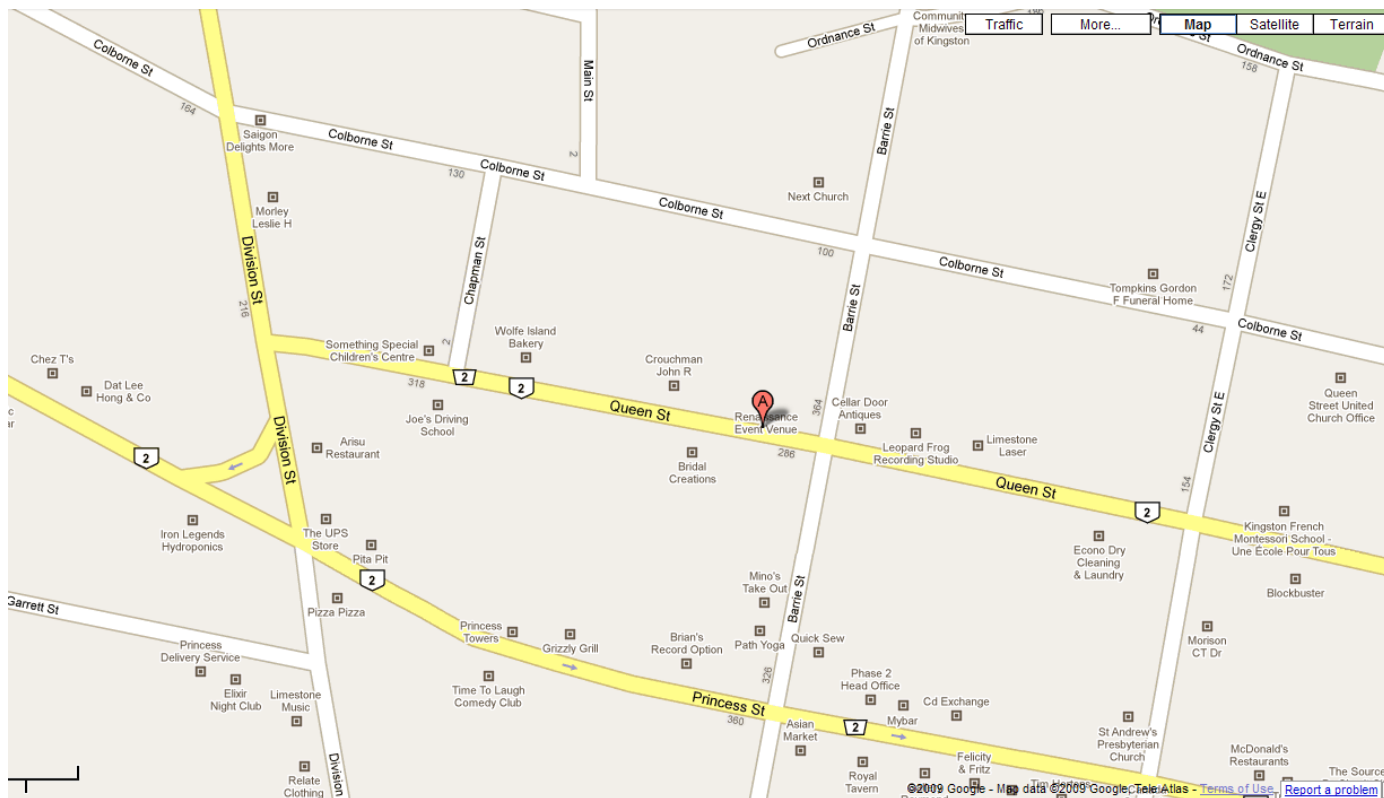 Communit
Midwives
of Kingston
Traffic
More...
Map
Satellite
Terrain
Ordnance St
Ordnance St
158
Colborne St
164
Main St
2
Saigon
Delights More
Colborne St
130
Colborne St
Barrie St
Next Church
Morley
Leslie H
Colborne St
100
Clergy St E
Division St
216
Chapman St
2
Colborne St
172
Tompkins Gordon
F Funeral Home
44
Colborne St
Barrie St
Chez T's
Dat Lee
Hong & Co
Something Special
Children's Centre
318
2
Wolfe Island
Bakery
2
Crouchman
John R
A
Queen St
Renaissance
Event Venue
286
364
Cellar Door
Antiques
Leopard Frog
Recording Studio
Limestone
Laser
Clergy St E
Queen
Street United
Church Office
Joe's Driving
School
Division St
Arisu
Restaurant
Bridal
Creations
2
Queen St
154
2
Iron Legends
Hydroponics
The UPS
Store
Pita Pit
2
Pizza Pizza
Econo Dry
Cleaning
& Laundry
Kingston French
Montessori School -
Une École Pour Tous
Blockbuster
Garrett St
Princess
Delivery Service
Elixir
Night Club
Limestone
Music
Princess
Towers
Grizzly Grill
Time To Laugh
Comedy Club
Brian's
Record Option
Mino's
Take Out
Path Yoga
Barrie St
Quick Sew
326
Morison
CT Dr
Princess St
360
Phase 2
Head Office
Mybar
Cd Exchange
2
Asian
Market
St Andrew's
Presbyterian
Church
Division
Relate
Clothing
Royal
Tavern
Felicity
& Fritz
McDonald's
Restaurants
The Source
©2009 Google - Map data ©2009 Google, Tele Atlas - Terms of Use
Report a problem